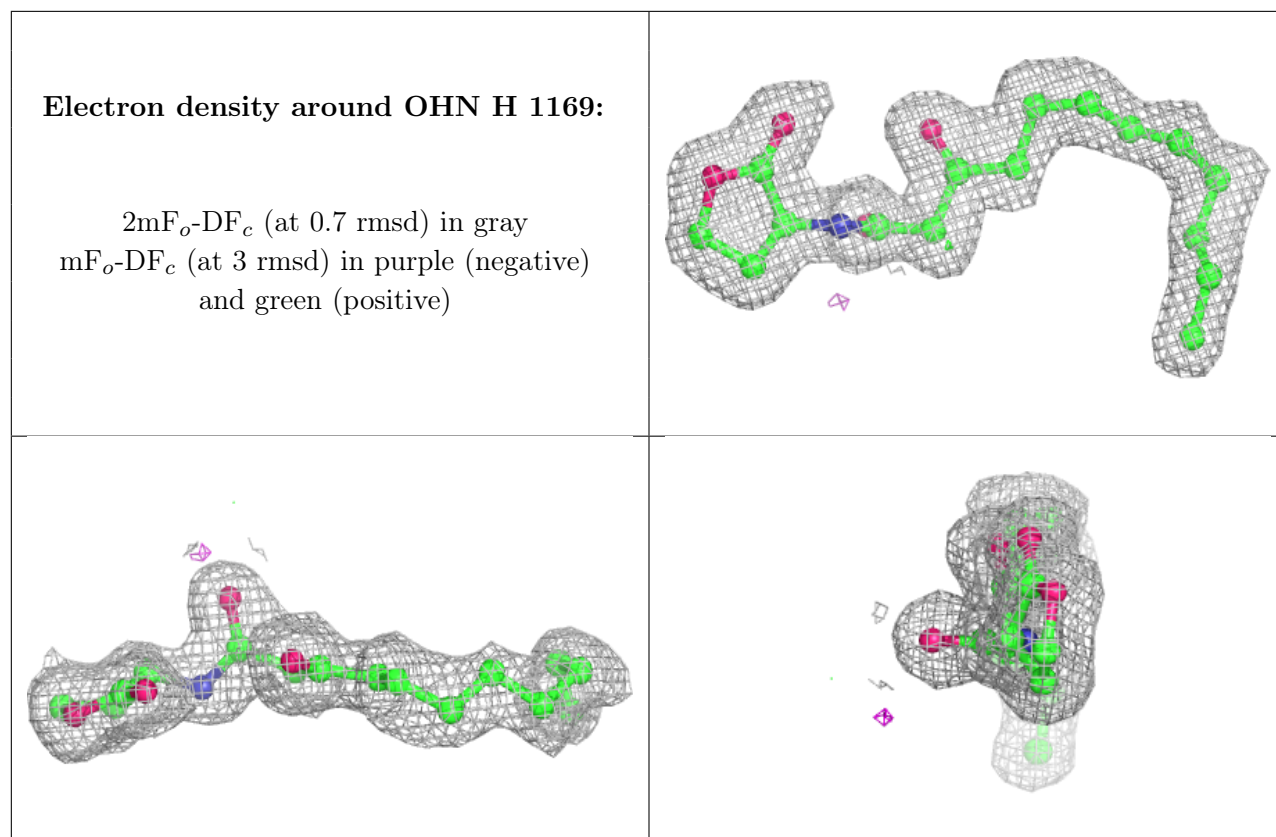 Electron density around OHN H 1169:
2mFo-DFc (at 0.7 rmsd) in gray
mFo-DFc (at 3 rmsd) in purple (negative)
and green (positive)